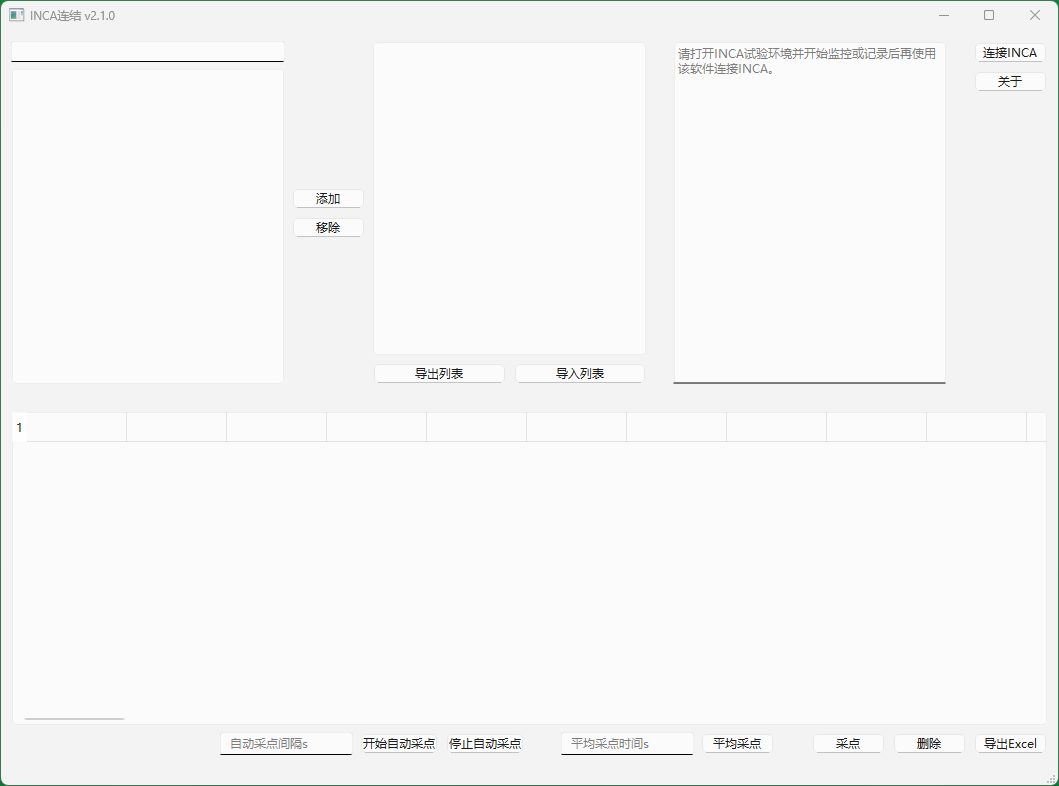 INCA连结 v2.1.0
请打开INCA试验环境并开始监控或记录后再使用
该软件连接INCA。
连接INCA
关于
添加
移除
导出列表
导入列表
1
自动采点间隔s
开始自动采点
停止自动采点
平均采点时间s
平均采点
采点
删除
导出Excel